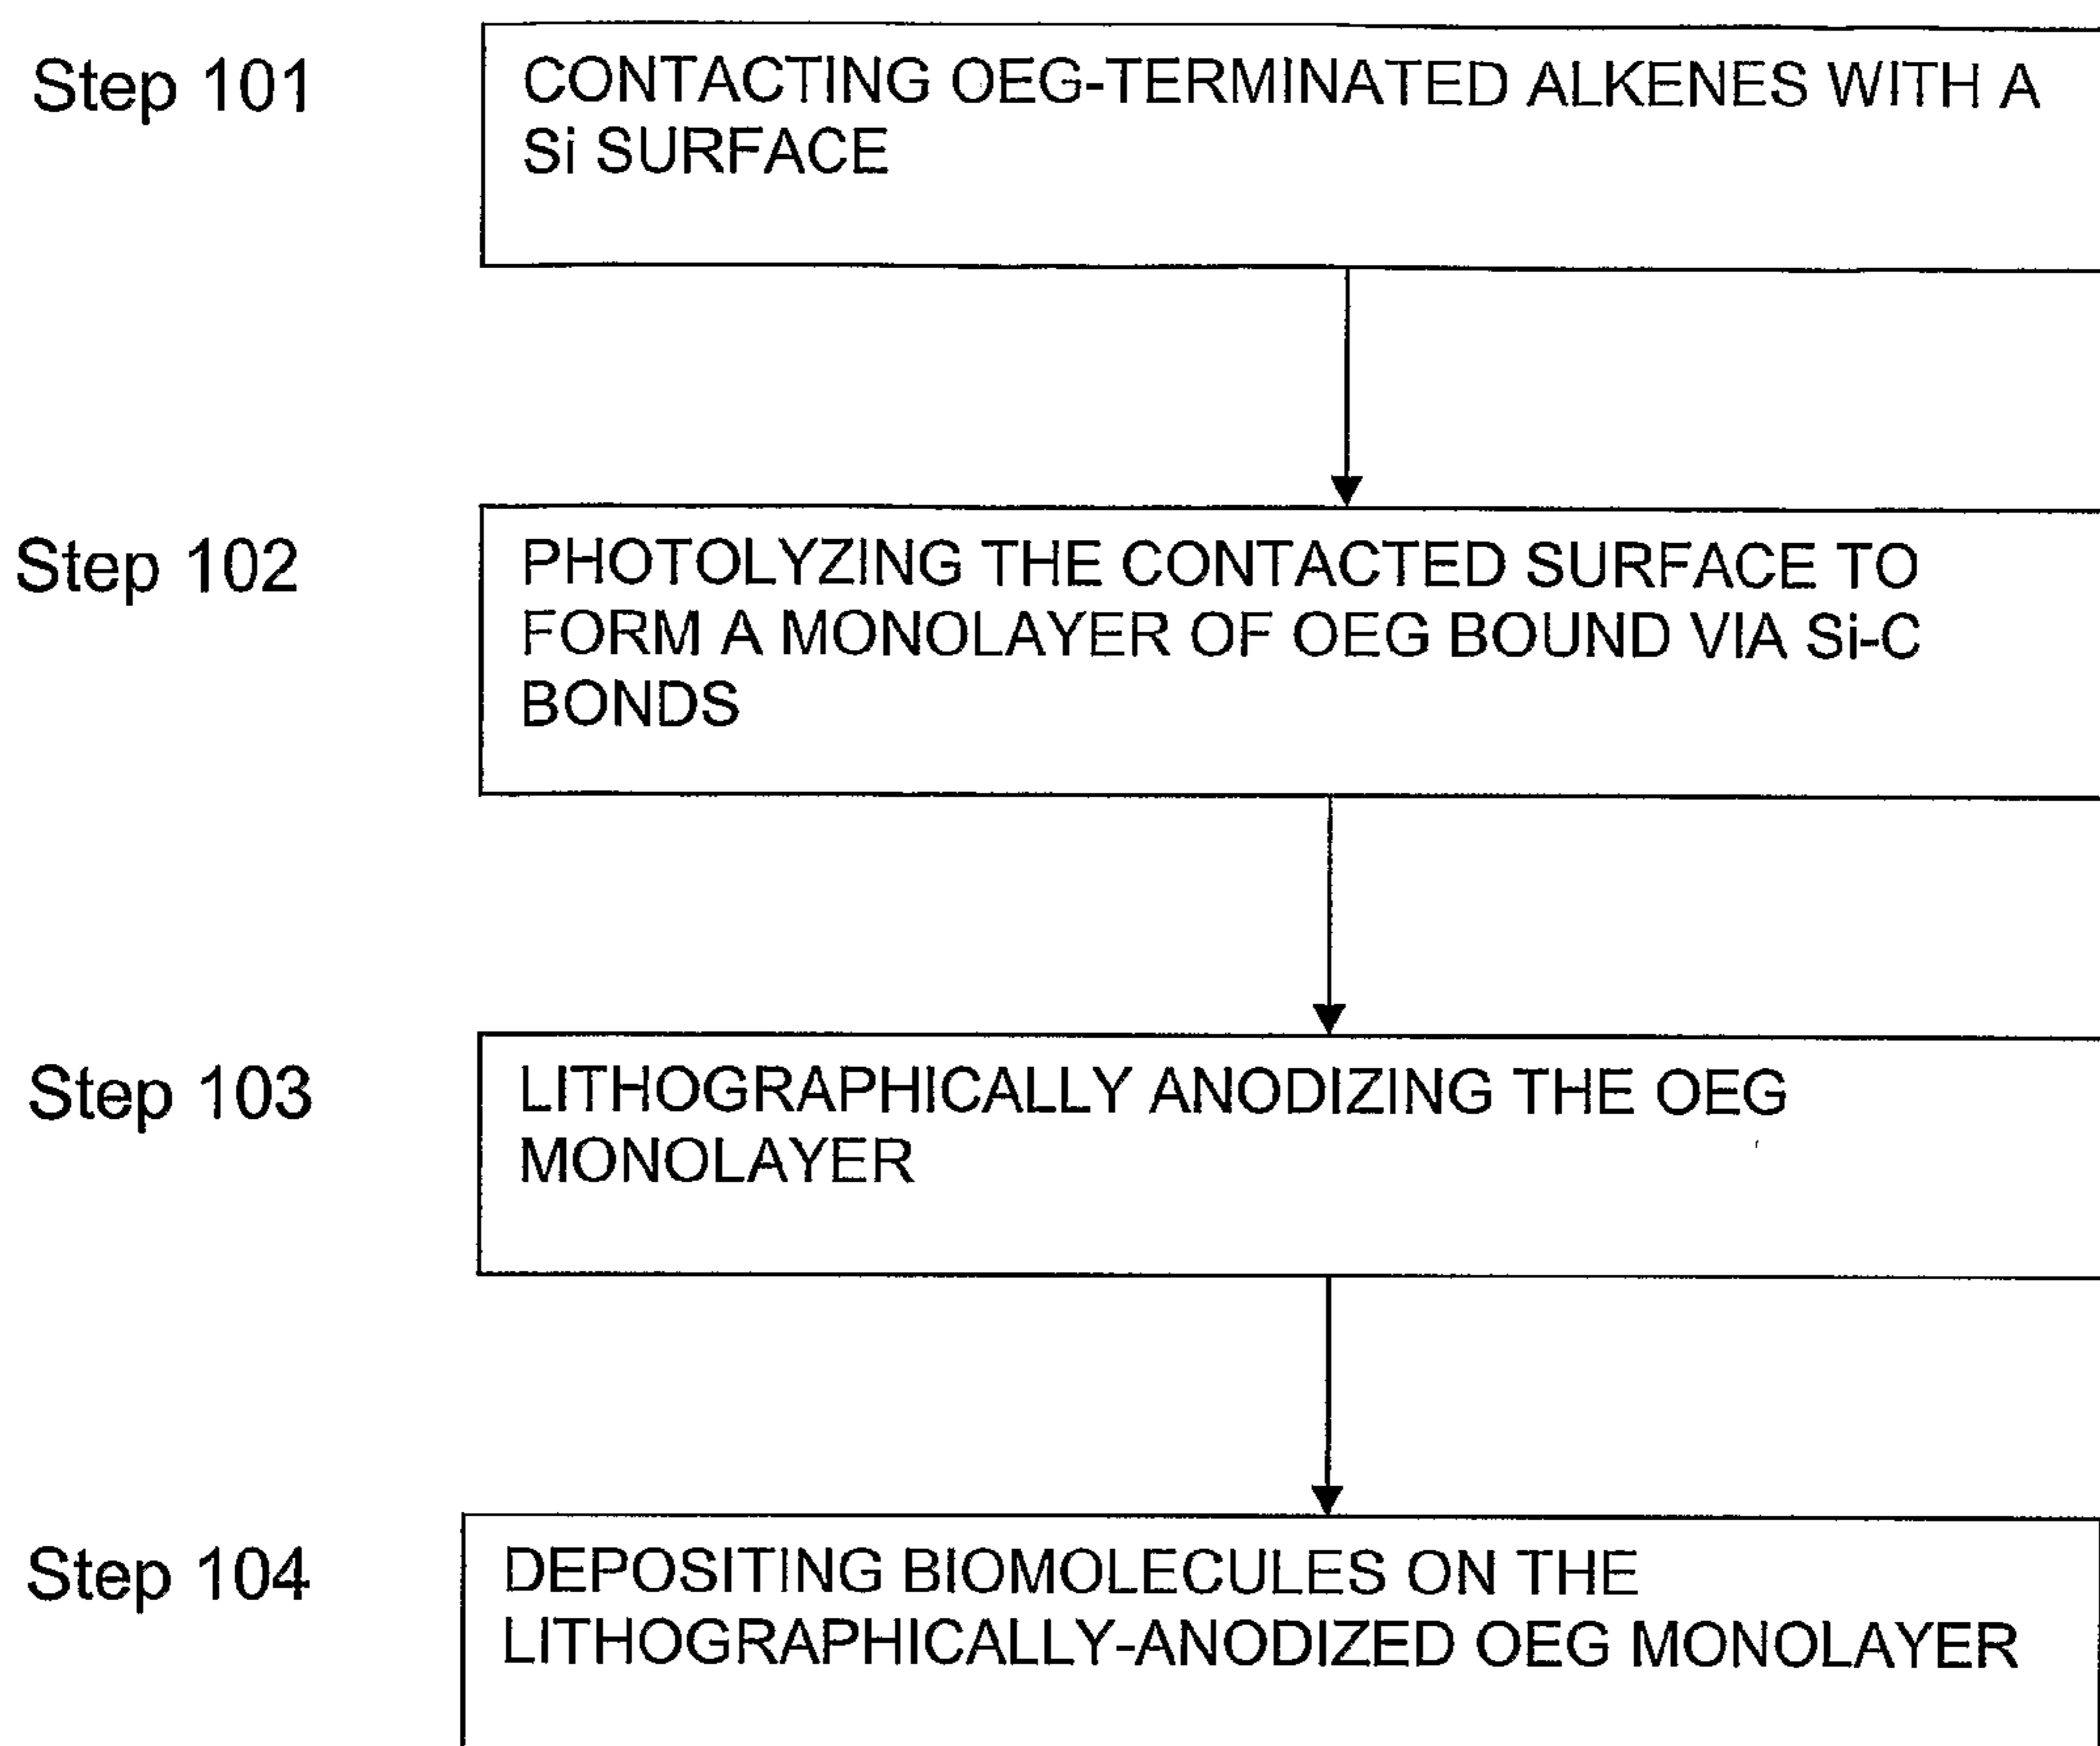 Step 101
CONTACTING OEG-TERMINATED ALKENES WITH A
Si SURFACE
Step 102
PHOTOLYZING THE CONTACTED SURFACE TO
FORM A MONOLAYER OF OEG BOUND VIA Si-C
BONDS
Step 103
LITHOGRAPHICALLY ANODIZING THE OEG
MONOLAYER
Step 104
DEPOSITING BIOMOLECULES ON THE
LITHOGRAPHICALLY-ANODIZED OEG MONOLAYER